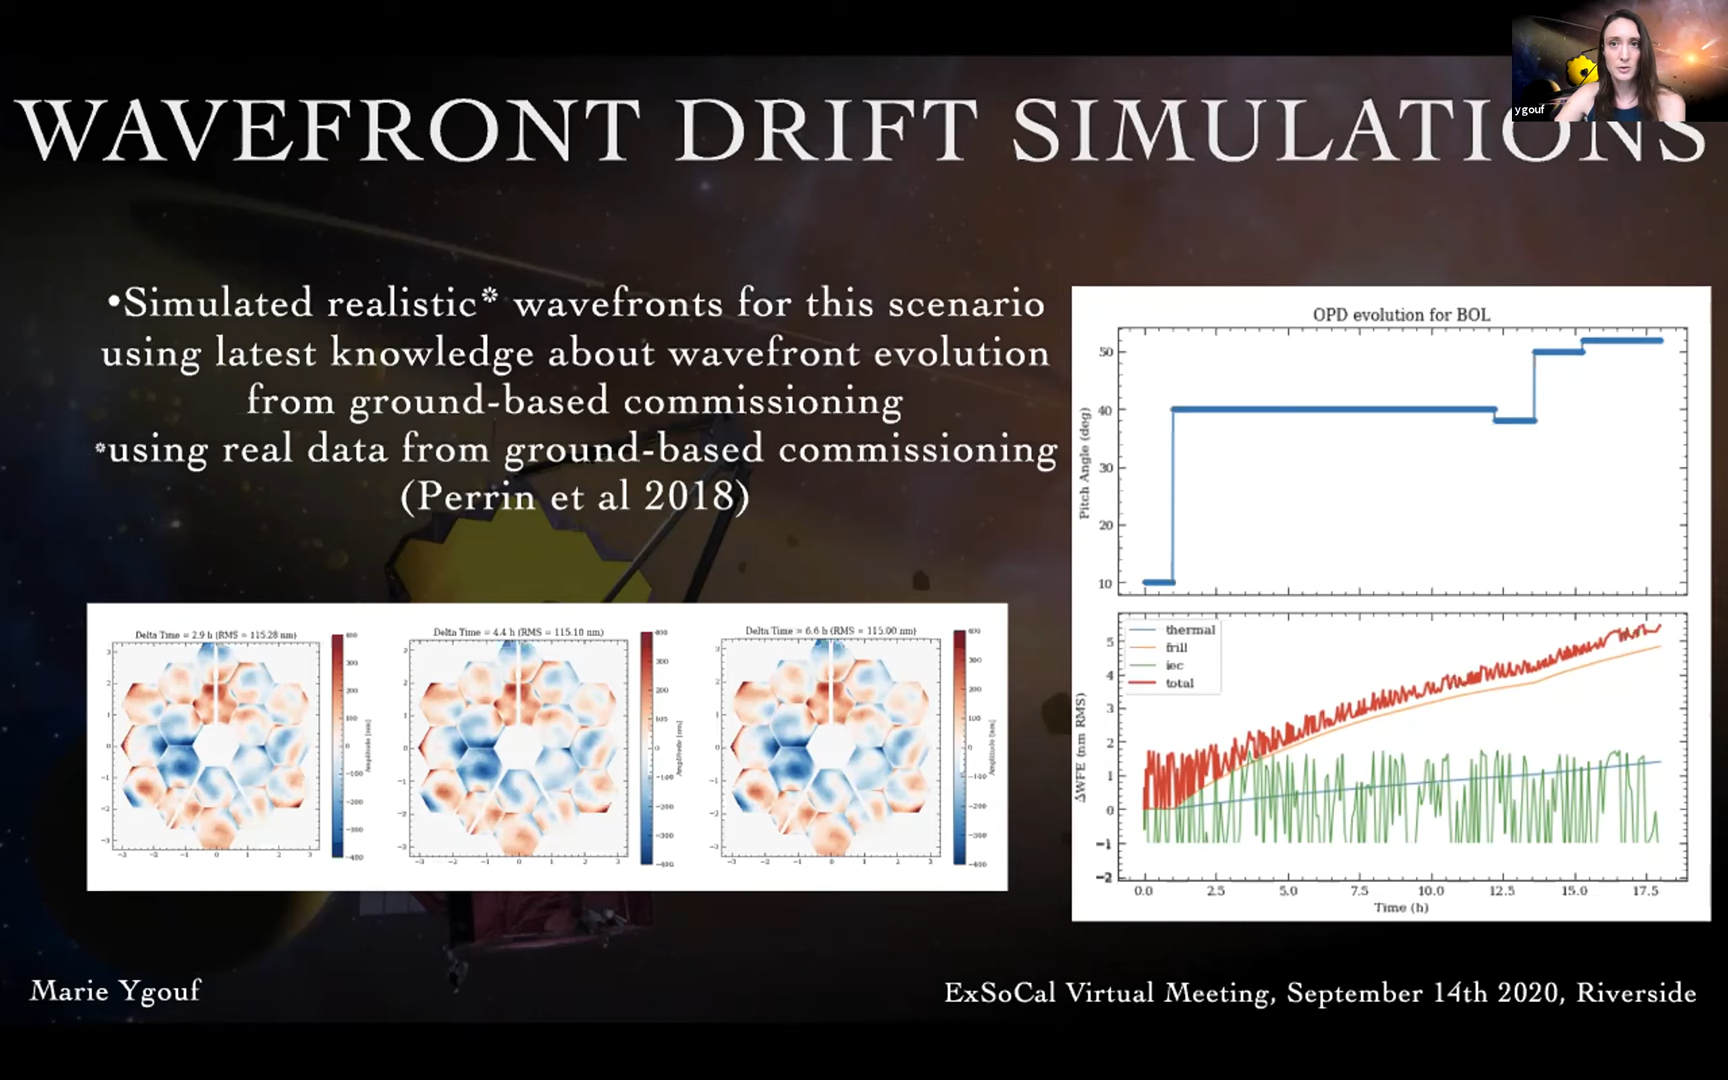 ygouf
WAVEFRONT DRIFT SIMULATIONS
•Simulated realistic* wavefronts for this scenario
using latest knowledge about wavefront evolution
from ground-based commissioning
*using real data from ground-based commissioning
(Perrin et al 2018)
Delta Time = 2.9 h (RMS = 115.28 nm)
Delta Time = 4.4 h (RMS = 115.10 nm)
Delta Time = 6.6 h (RMS = 115.00 nm)
OPD evolution for BOL
Pitch Angle (deg)
50
40
30
20
10
thermal
frill
iec
total
ΔWFE (nm RMS)
5
4
3
2
1
0
−1
−2
0.0 2.5 5.0 7.5 10.0 12.5 15.0 17.5
Time (h)
Marie Ygouf
ExSoCal Virtual Meeting, September 14th 2020, Riverside